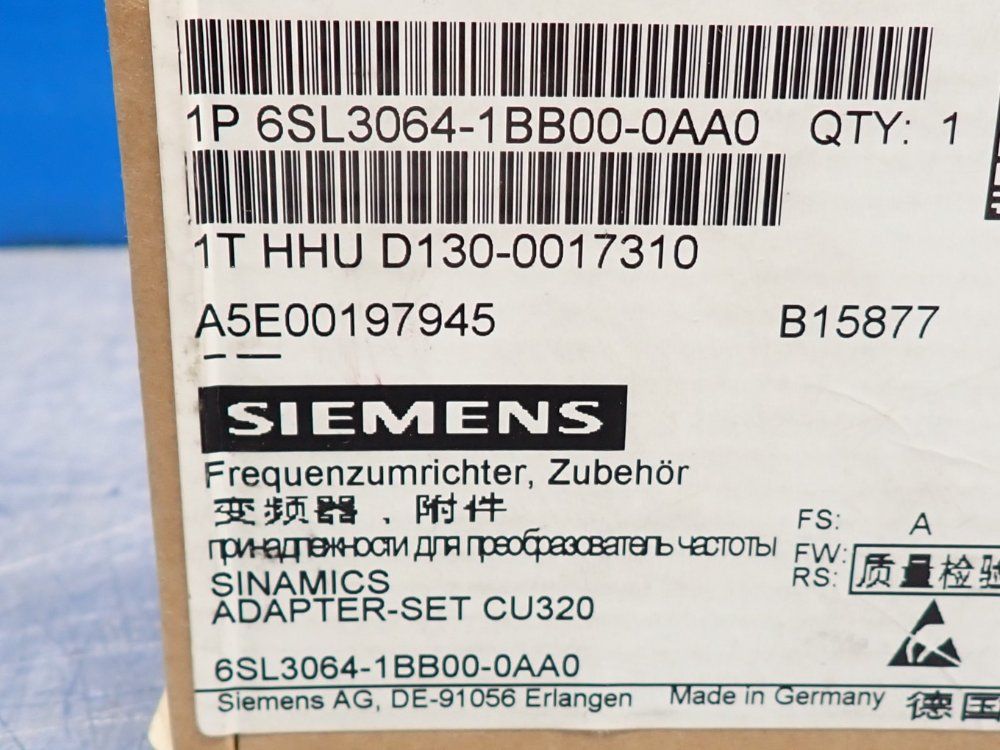 1P 6SL3064-1BB00-0AA0 QTY: 1
1T HHU D130-0017310
A5E00197945 B15877
SIEMENS
Frequenzumrichter, Zubehör
变频器、附件
принадлежности для преобразователь частоты
SINAMICS
ADAPTER-SET CU320
FS: A
FW:
RS:
质量检验
6SL3064-1BB00-0AA0
Siemens AG, DE-91056 Erlangen Made in Germany 德国